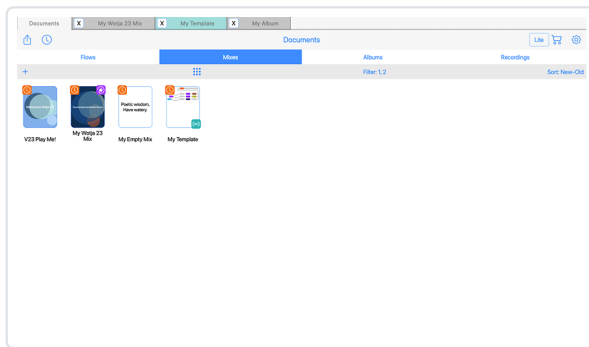 Documents
X My Wotja 23 Mix
X My Template
X My Album
Documents
Lite
Flows
Mixes
Albums
Recordings
+
Filter: 1, 2
Sort: New-Old
Poetic wisdom,
Have watery.
V23 Play Me!
My Wotja 23
Mix
My Empty Mix
My Template